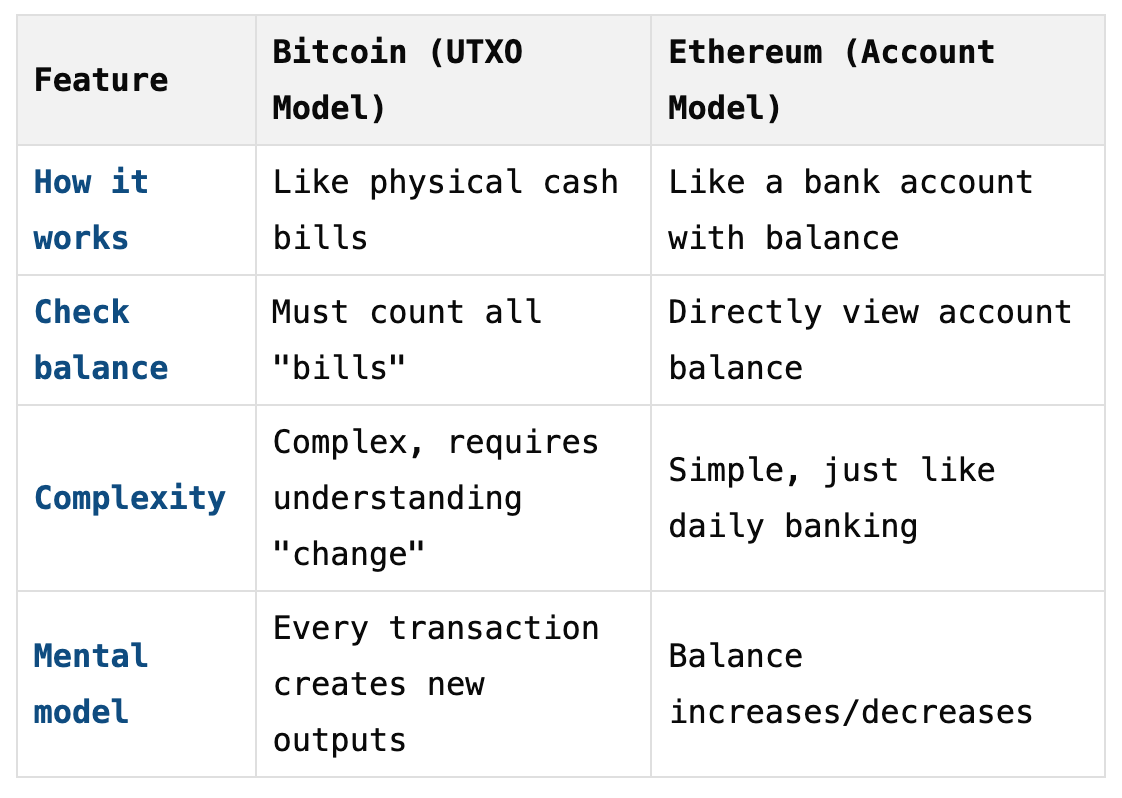 Feature
Bitcoin (UTXO
Model)
Ethereum (Account
Model)
How it
works
Like physical cash
bills
Like a bank account
with balance
Check
balance
Must count all
"bills"
Directly view account
balance
Complexity
Complex, requires
understanding
"change"
Simple, just like
daily banking
Mental
model
Every transaction
creates new
outputs
Balance
increases/decreases